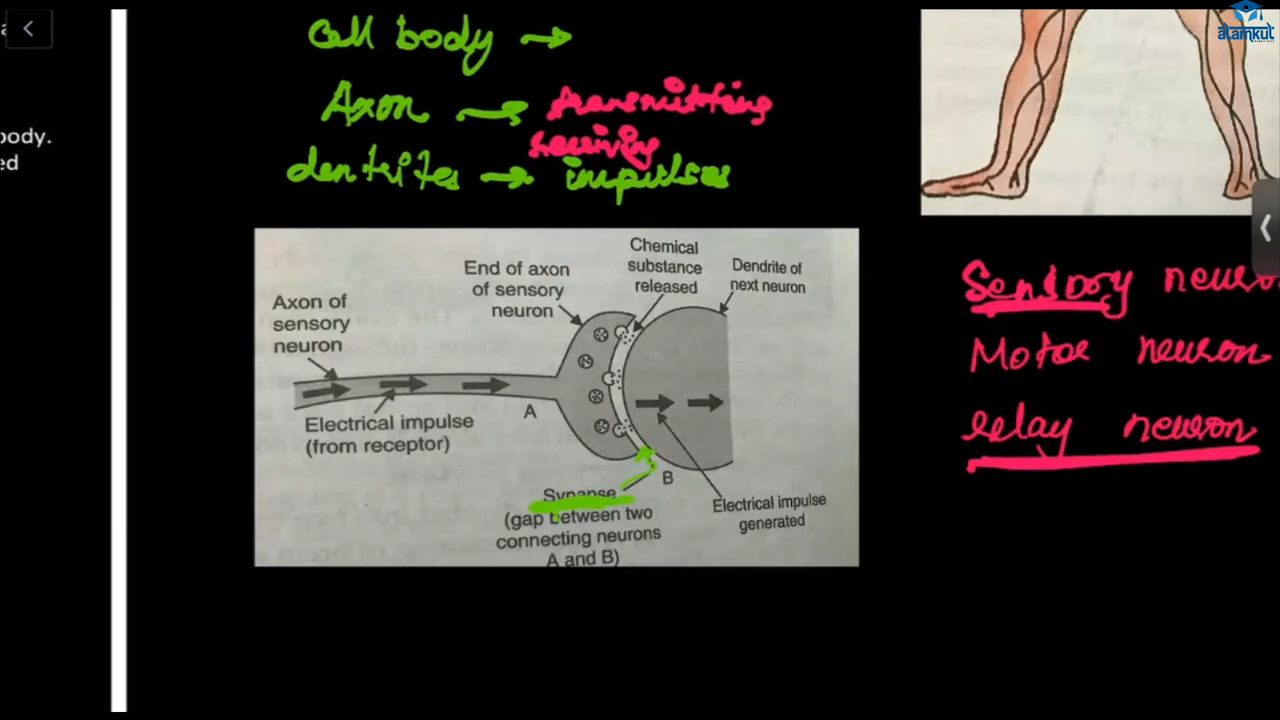 alamkul
body.
ed
Cell body →
Axon → transmitting
receiving
dentrites → impulses
Chemical
substance
released
End of axon
of sensory
neuron
Dendrite of
next neuron
Axon of
sensory
neuron
A
Electrical impulse
(from receptor)
B
Synapse
(gap between two
connecting neurons
A and B)
Electrical impulse
generated
Sensory neuro
Motor neuron
relay neuron